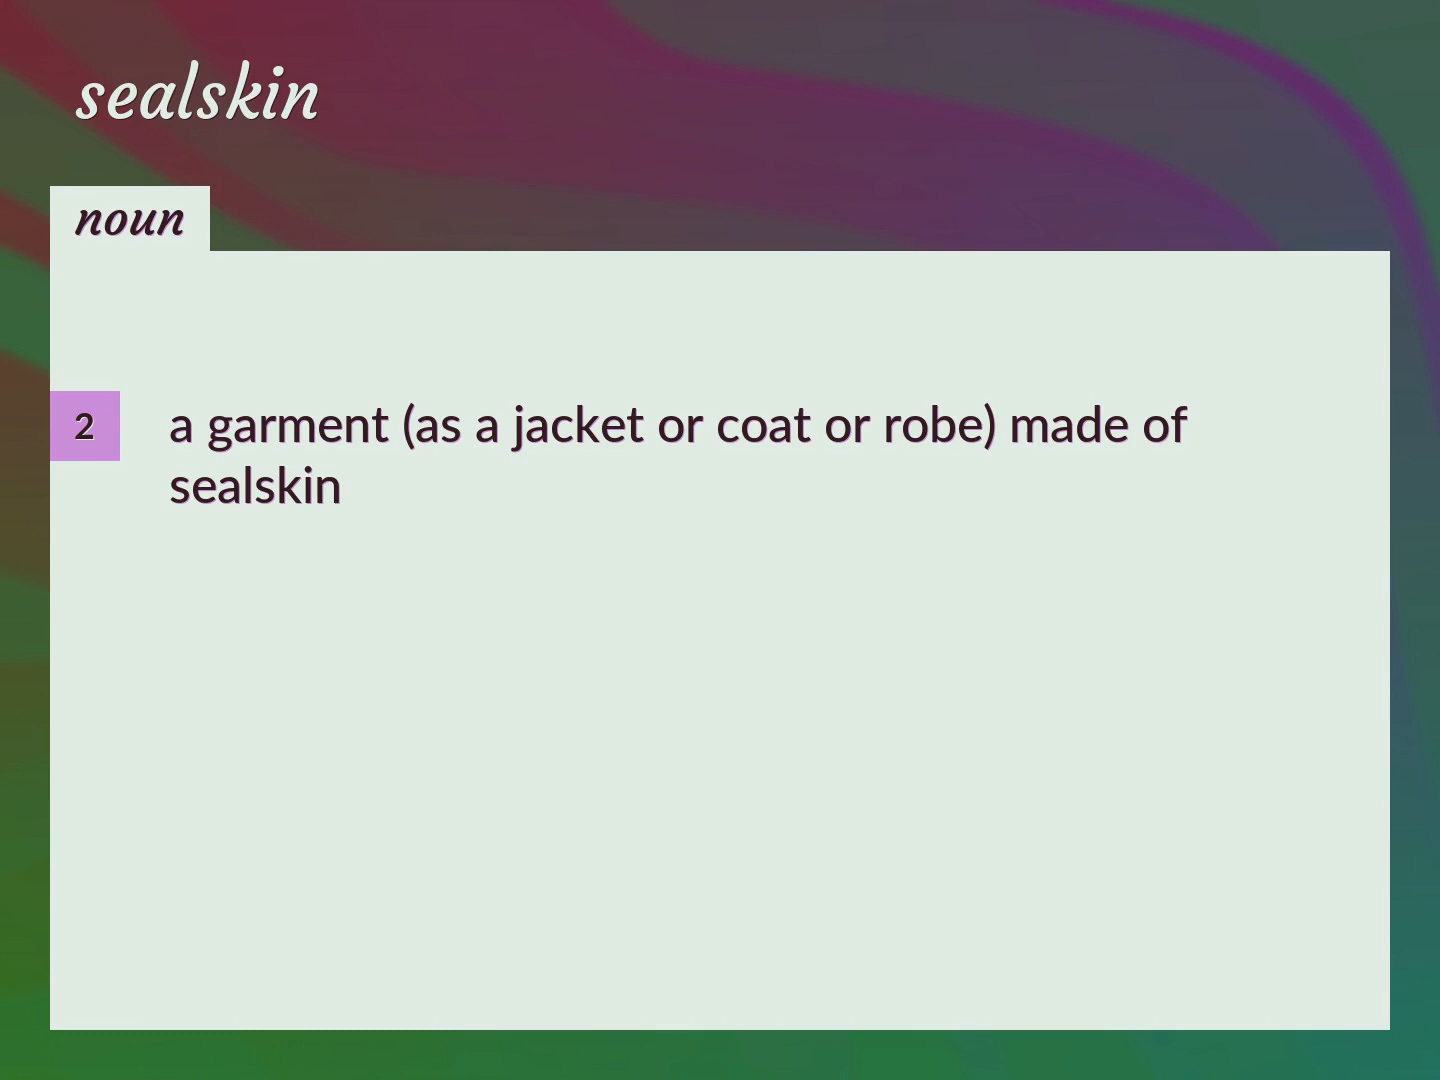 sealskin
noun
2
a garment (as a jacket or coat or robe) made of
sealskin